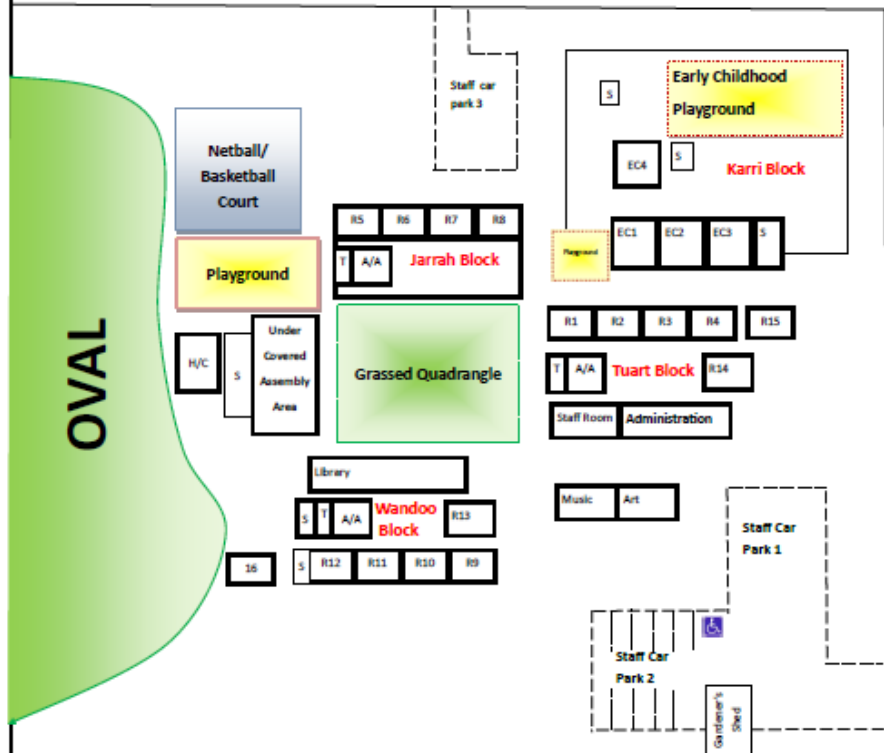 Early Childhood
Playground
Staff car
park 3
S
EC4
S
Karri Block
Netball/
Basketball
Court
R5 R6 R7 R8
T A/A Jarrah Block
EC1 EC2 EC3 S
Playground
Playground
R1 R2 R3 R4 R15
Under
Covered
Assembly
Area
H/C
S
OVAL
Grassed Quadrangle
T A/A Tuart Block R14
Staff Room Administration
Library
S T A/A Wandoo
Block
R13
Music Art
Staff Car
Park 1
16
S R12 R11 R10 R9
Staff Car
Park 2
Gardener's
Shed